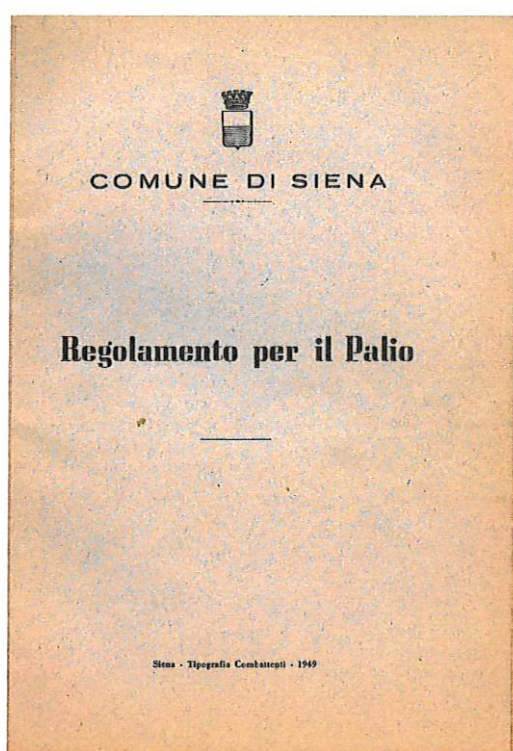 COMUNE DI SIENA
Regolamento per il Palio
Siena - Tipografia Combattenti - 1949